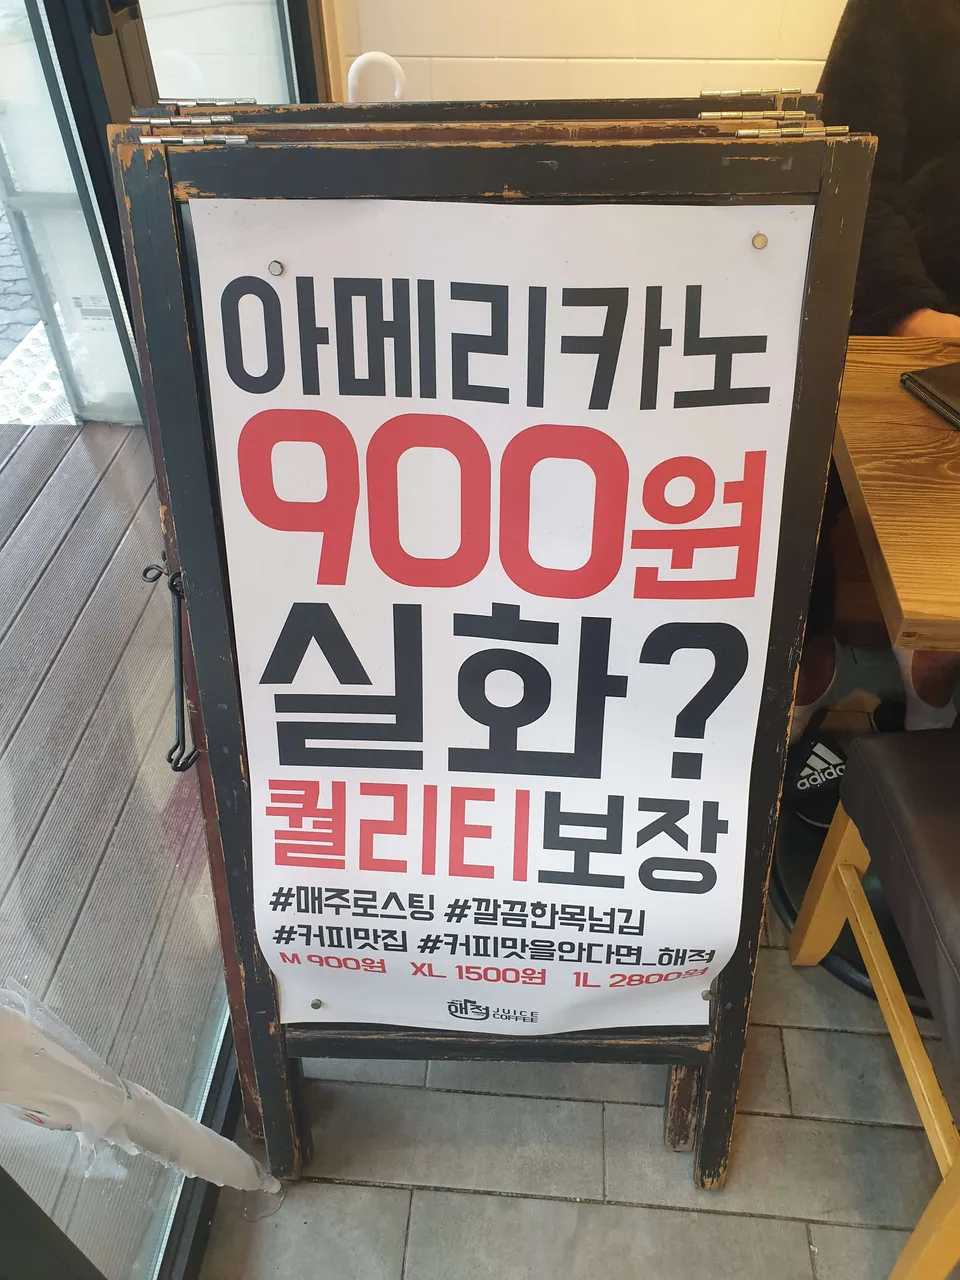 아메리카노
900원
실화?
퀄리티보장
#매주로스팅 #깔끔한목넘김
#커피맛집 #커피맛을안다면_해적
M 900원 XL 1500원 1L 2800원
해적 JUICE COFFEE
adidas